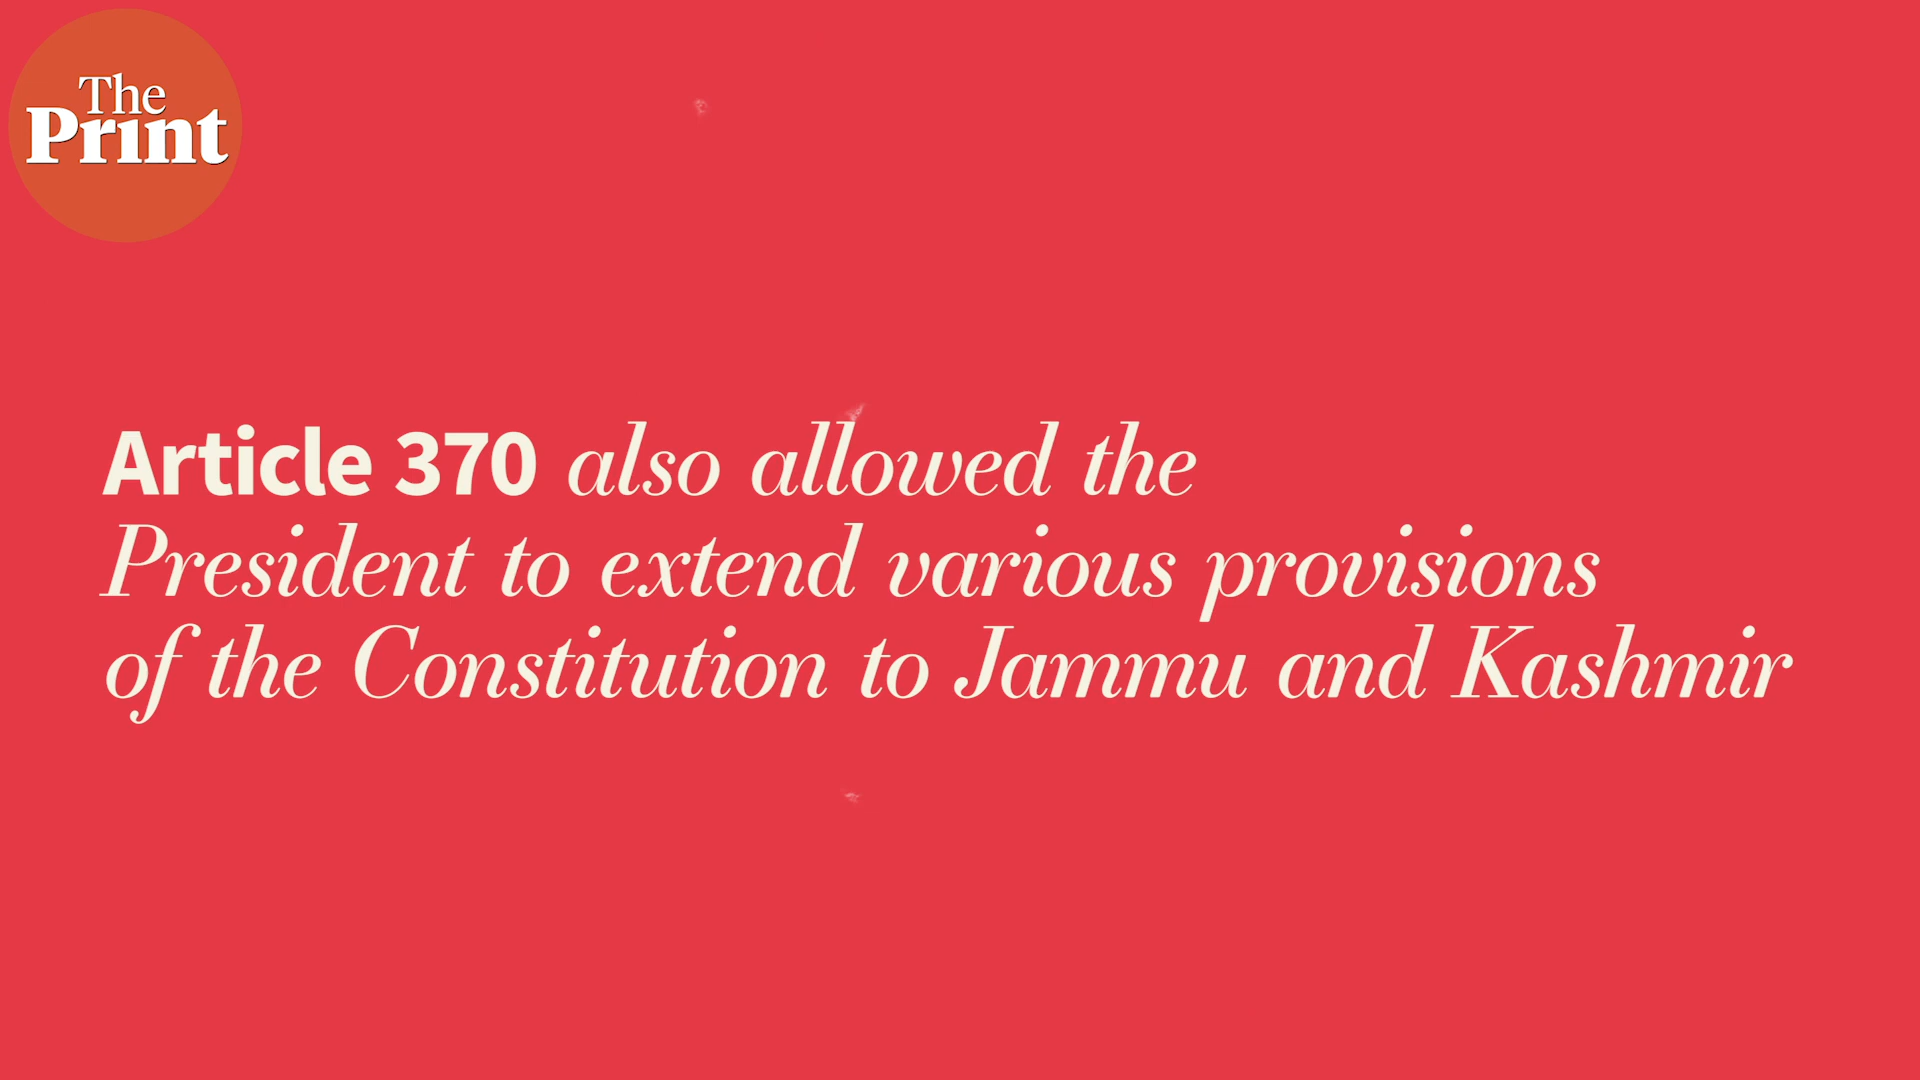 The
Print
Article 370 also allowed the
President to extend various provisions
of the Constitution to Jammu and Kashmir